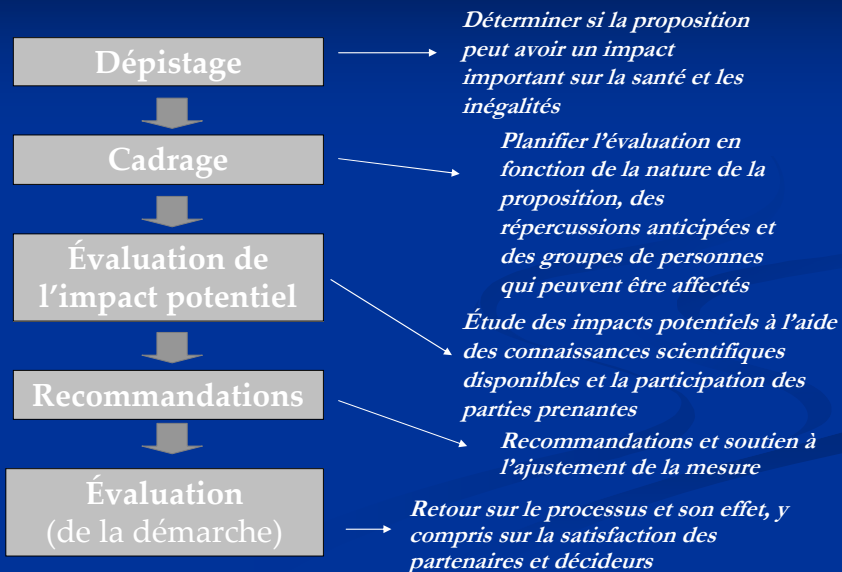 Dépistage
Déterminer si la proposition
peut avoir un impact
important sur la santé et les
inégalités
Cadrage
Planifier l'évaluation en
fonction de la nature de la
proposition, des
répercussions anticipées et
des groupes de personnes
qui peuvent être affectés
Évaluation de
l'impact potentiel
Étude des impacts potentiels à l'aide
des connaissances scientifiques
disponibles et la participation des
parties prenantes
Recommandations
Recommandations et soutien à
l'ajustement de la mesure
Évaluation
(de la démarche)
Retour sur le processus et son effet, y
compris sur la satisfaction des
partenaires et décideurs